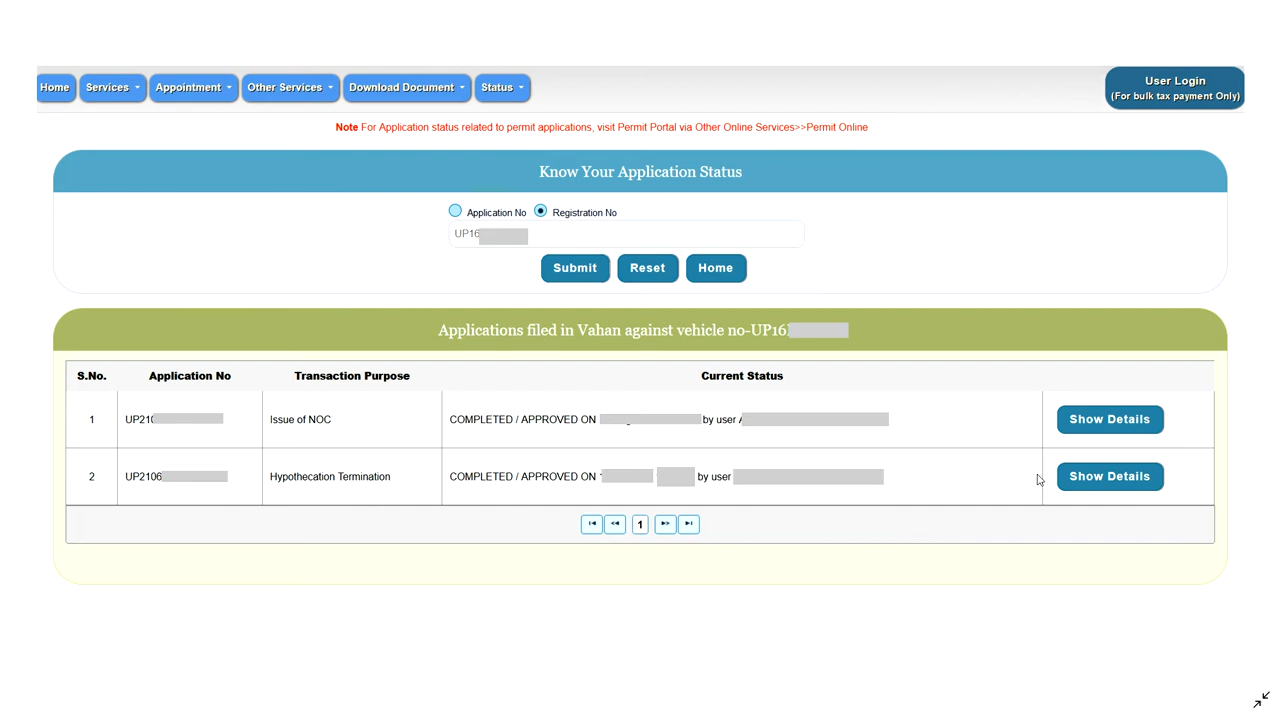 Home Services Appointment Other Services Download Document Status
User Login
(For bulk tax payment Only)
Note For Application status related to permit applications, visit Permit Portal via Other Online Services>>Permit Online
Know Your Application Status
Application No Registration No
UP16
Submit Reset Home
Applications filed in Vahan against vehicle no-UP16
S.No. Application No Transaction Purpose Current Status
1 UP210 Issue of NOC COMPLETED / APPROVED ON by user Show Details
2 UP2106 Hypothecation Termination COMPLETED / APPROVED ON by user Show Details
1